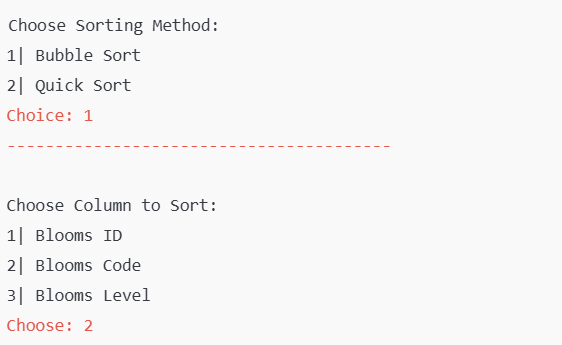 Choose Sorting Method:
1| Bubble Sort
2| Quick Sort
Choice: 1
----------------------------------------
Choose Column to Sort:
1| Blooms ID
2| Blooms Code
3| Blooms Level
Choose: 2